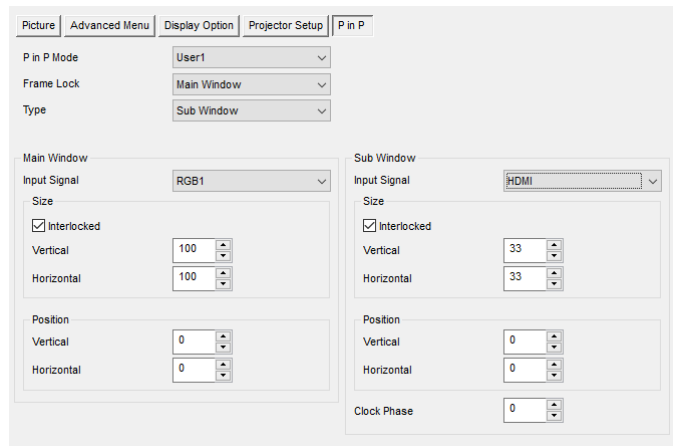 Picture Advanced Menu Display Option Projector Setup P in P
P in P Mode User1
Frame Lock Main Window
Type Sub Window
Main Window
Input Signal RGB1
Size
Interlocked
Vertical 100
Horizontal 100
Position
Vertical 0
Horizontal 0
Sub Window
Input Signal HDMI
Size
Interlocked
Vertical 33
Horizontal 33
Position
Vertical 0
Horizontal 0
Clock Phase 0